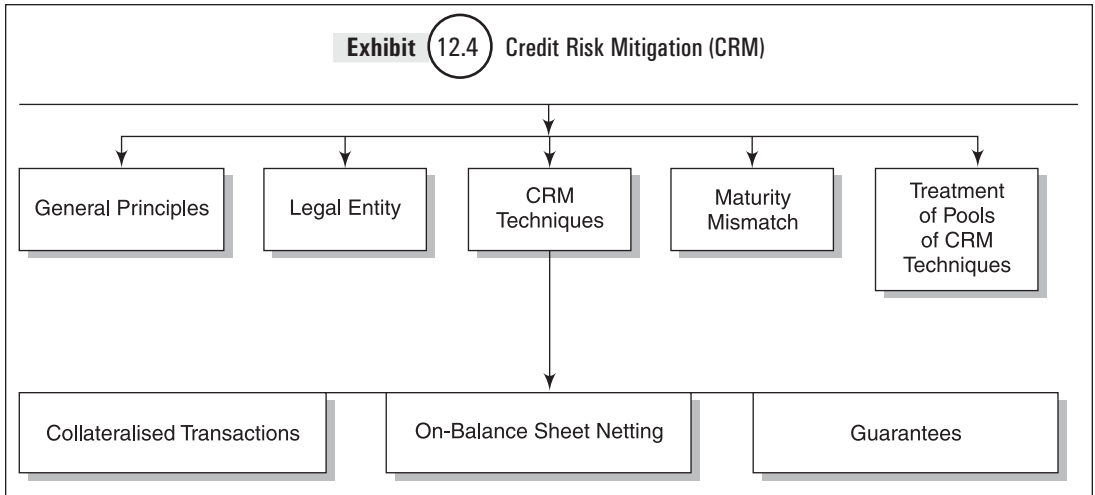 Exhibit 12.4 Credit Risk Mitigation (CRM)
General Principles
Legal Entity
CRM
Techniques
Maturity
Mismatch
Treatment
of Pools
of CRM
Techniques
Collateralised Transactions
On-Balance Sheet Netting
Guarantees